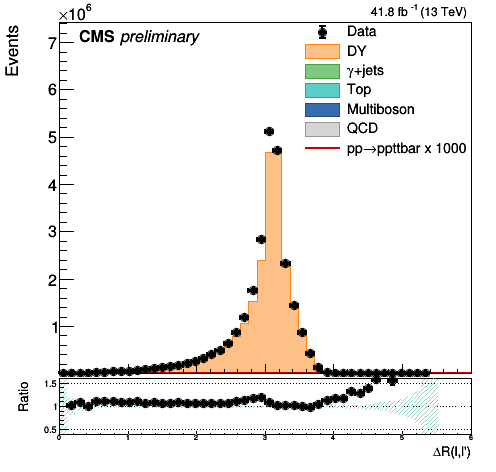 ×10⁶
41.8 fb⁻¹ (13 TeV)
Events
CMS preliminary
Data
DY
γ+jets
Top
Multiboson
QCD
pp→ppttbar x 1000
7
6
5
4
3
2
1
Ratio
1.5
1
0.5
0 1 2 3 4 5 6
ΔR(l,l')